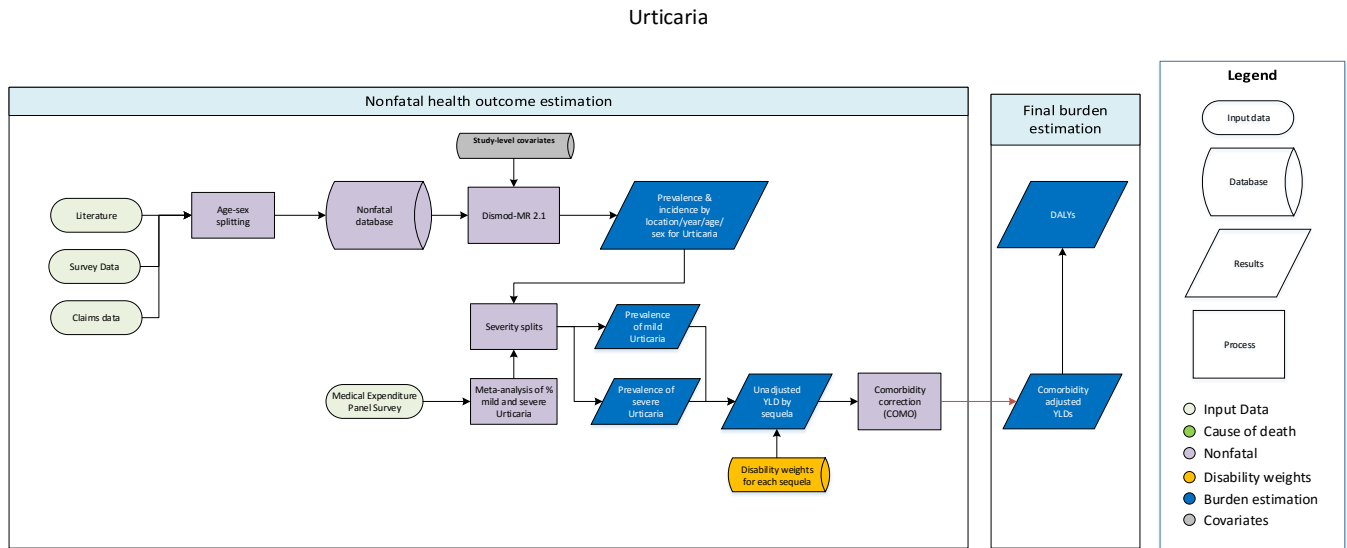 Urticaria
Nonfatal health outcome estimation
Study-level covariates
Literature
Survey Data
Claims data
Age-sex
splitting
Nonfatal
database
Dismod-MR 2.1
Prevalence &
incidence by
location/year/age/
sex for Urticaria
Severity splits
Prevalence
of mild
Urticaria
Medical Expenditure
Panel Survey
Meta-analysis of %
mild and severe
Urticaria
Prevalence of
severe
Urticaria
Unadjusted
YLD by
sequela
Comorbidity
correction
(COMO)
Disability weights
for each sequela
Final burden
estimation
DALYs
Comorbidity
adjusted
YLDs
Legend
Input data
Database
Results
Process
Input Data
Cause of death
Nonfatal
Disability weights
Burden estimation
Covariates